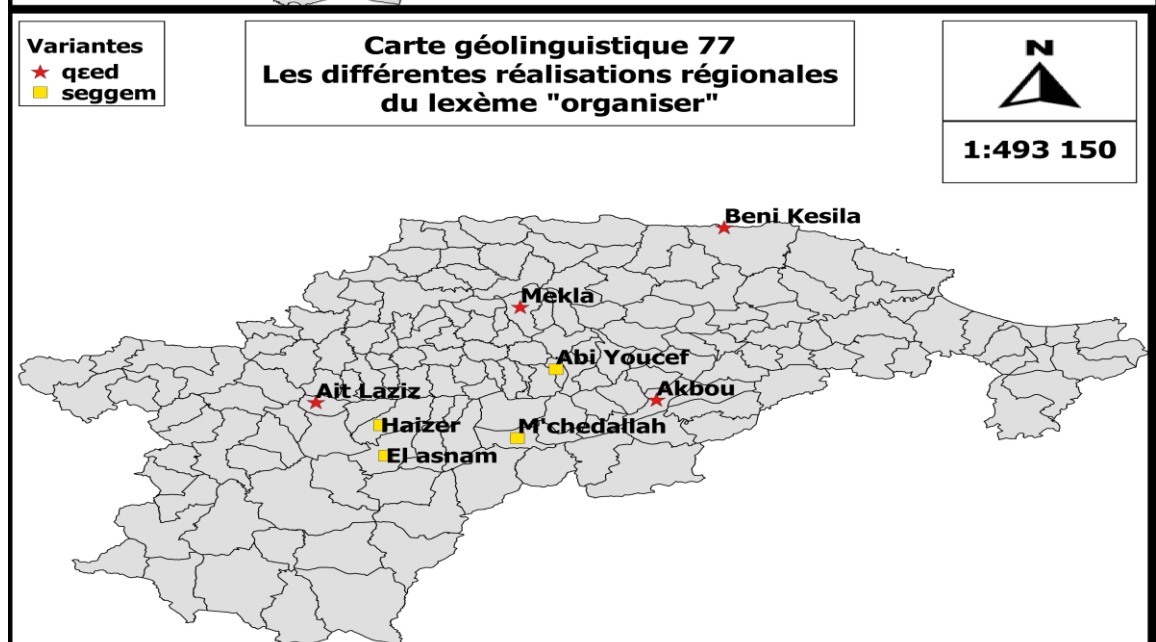 Variantes
qɛed
seggem
Carte géolinguistique 77
Les différentes réalisations régionales
du lexème "organiser"
N
1:493 150
Beni Kesila
Mekla
Abi Youcef
Ait Laziz
Akbou
Haizer
M'chedallah
El asnam